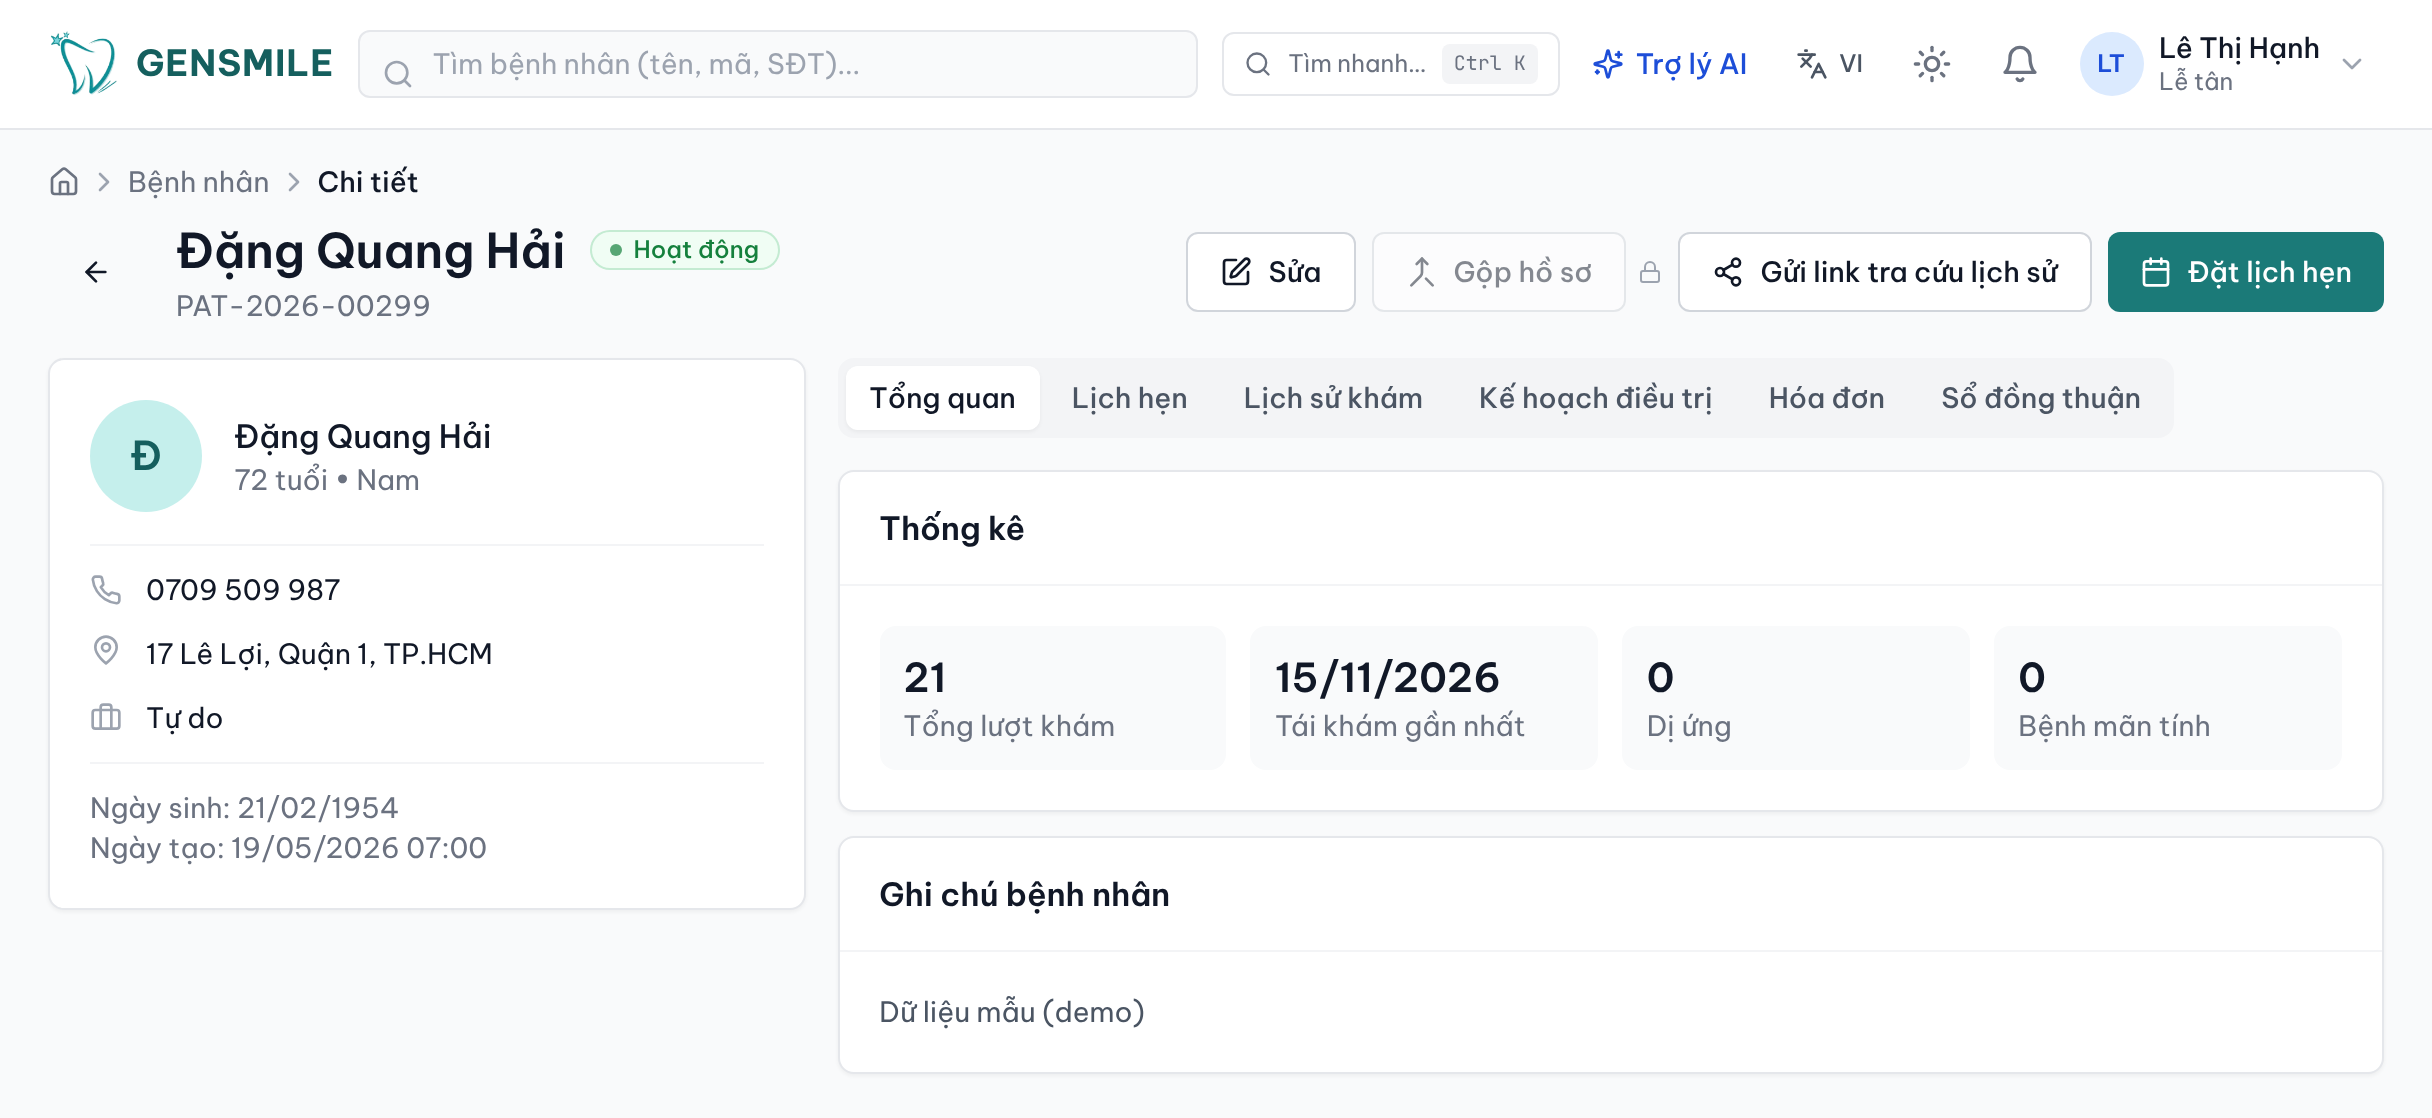 GENSMILE
Tìm bệnh nhân (tên, mã, SĐT)...
Tìm nhanh... Ctrl K
Trợ lý AI
VI
LT
Lê Thị Hạnh
Lễ tân
Bệnh nhân
Chi tiết
Đặng Quang Hải
Hoạt động
PAT-2026-00299
Sửa
Gộp hồ sơ
Gửi link tra cứu lịch sử
Đặt lịch hẹn
Đ
Đặng Quang Hải
72 tuổi • Nam
0709 509 987
17 Lê Lợi, Quận 1, TP.HCM
Tự do
Ngày sinh: 21/02/1954
Ngày tạo: 19/05/2026 07:00
Tổng quan
Lịch hẹn
Lịch sử khám
Kế hoạch điều trị
Hóa đơn
Sổ đồng thuận
Thống kê
21
Tổng lượt khám
15/11/2026
Tái khám gần nhất
0
Dị ứng
0
Bệnh mãn tính
Ghi chú bệnh nhân
Dữ liệu mẫu (demo)